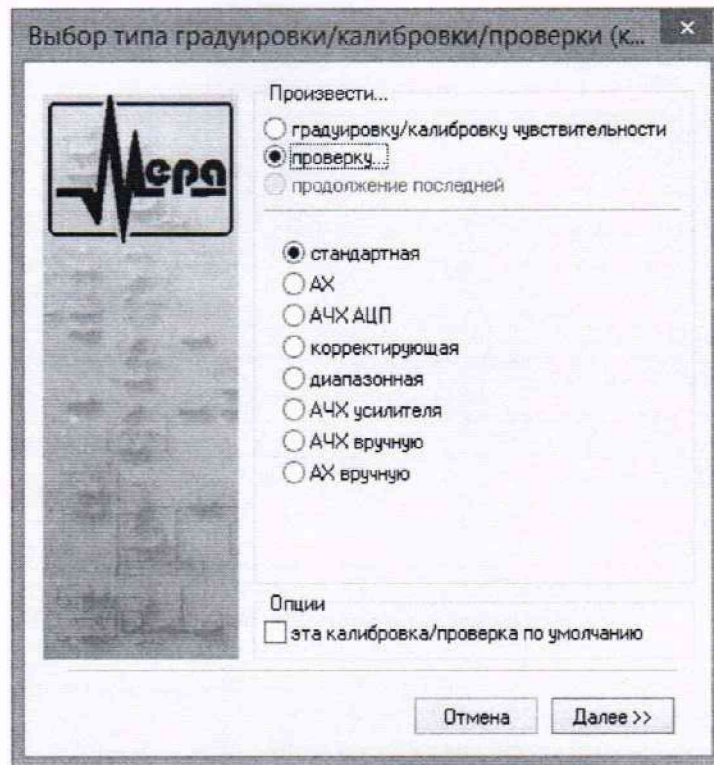 Выбор типа градуировки/калибровки/проверки (к...
Мера
Произвести...
градуировку/калибровку чувствительности
проверку...
продолжение последней
стандартная
АХ
АЧХ АЦП
корректирующая
диапазонная
АЧХ усилителя
АЧХ вручную
АХ вручную
Опции
эта калибровка/проверка по умолчанию
Отмена
Далее >>